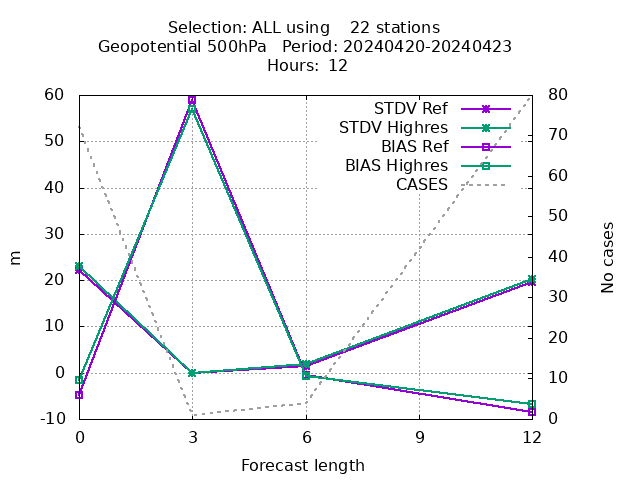 Selection: ALL using    22 stations
Geopotential 500hPa   Period: 20240420-20240423
Hours:  12
STDV Ref
STDV Highres
BIAS Ref
BIAS Highres
CASES
60
50
40
30
20
10
0
-10
m
80
70
60
50
40
30
20
10
0
No cases
0 3 6 9 12
Forecast length